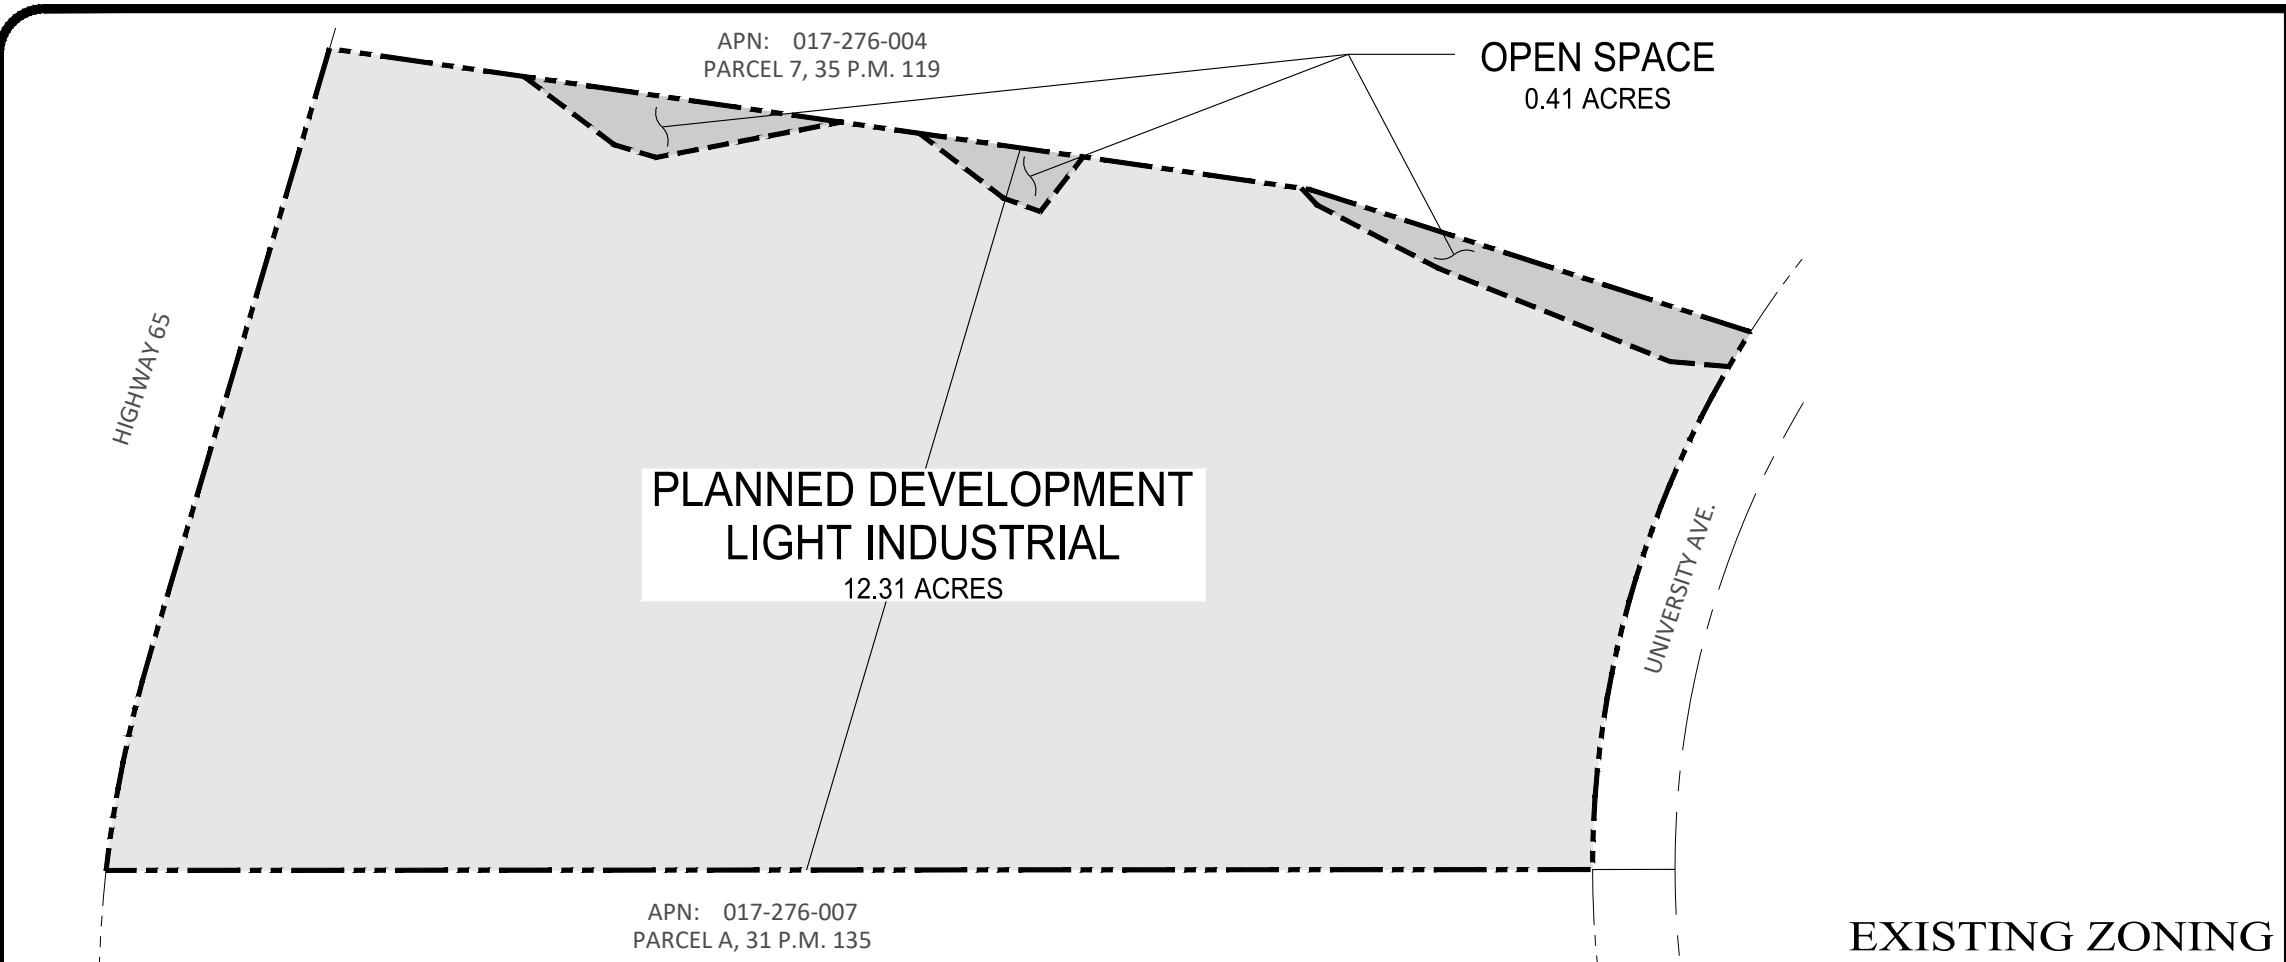 APN: 017-276-004
PARCEL 7, 35 P.M. 119
OPEN SPACE
0.41 ACRES
HIGHWAY 65
PLANNED DEVELOPMENT
LIGHT INDUSTRIAL
12.31 ACRES
UNIVERSITY AVE.
APN: 017-276-007
PARCEL A, 31 P.M. 135
EXISTING ZONING